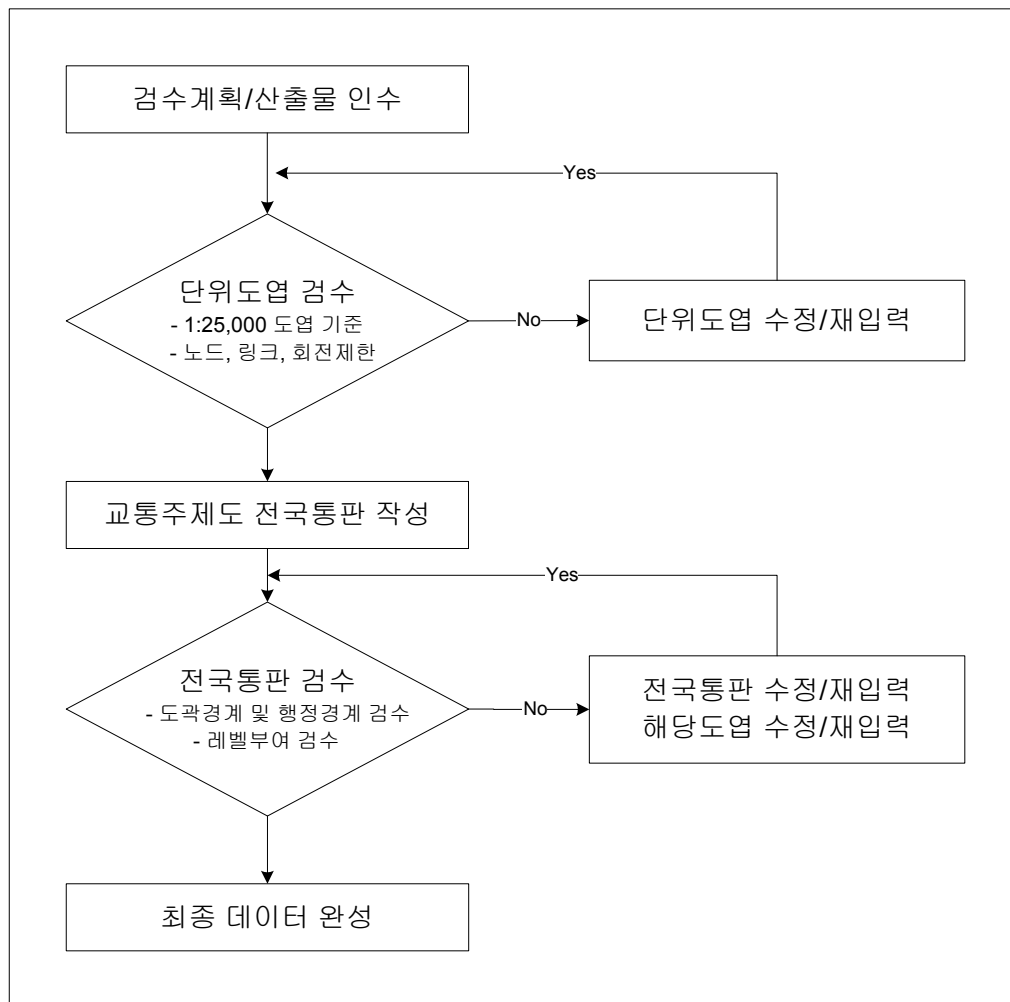 검수계획/산출물 인수
Yes
단위도엽 검수
- 1:25,000 도엽 기준
- 노드, 링크, 회전제한
No
단위도엽 수정/재입력
교통주제도 전국통판 작성
Yes
전국통판 검수
- 도곽경계 및 행정경계 검수
- 레벨부여 검수
No
전국통판 수정/재입력
해당도엽 수정/재입력
최종 데이터 완성